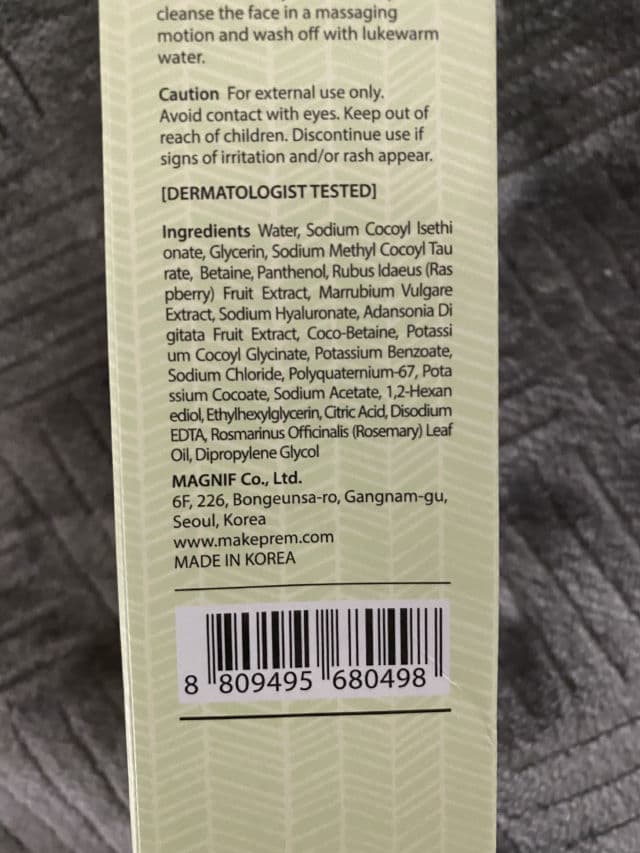 cleanse the face in a massaging
motion and wash off with lukewarm
water.
Caution For external use only.
Avoid contact with eyes. Keep out of
reach of children. Discontinue use if
signs of irritation and/or rash appear.
[DERMATOLOGIST TESTED]
Ingredients Water, Sodium Cocoyl Isethi
onate, Glycerin, Sodium Methyl Cocoyl Tau
rate, Betaine, Panthenol, Rubus Idaeus (Ras
pberry) Fruit Extract, Marrubium Vulgare
Extract, Sodium Hyaluronate, Adansonia Di
gitata Fruit Extract, Coco-Betaine, Potassi
um Cocoyl Glycinate, Potassium Benzoate,
Sodium Chloride, Polyquaternium-67, Pota
ssium Cocoate, Sodium Acetate, 1,2-Hexan
ediol, Ethylhexylglycerin, Citric Acid, Disodium
EDTA, Rosmarinus Officinalis (Rosemary) Leaf
Oil, Dipropylene Glycol
MAGNIF Co., Ltd.
6F, 226, Bongeunsa-ro, Gangnam-gu,
Seoul, Korea
www.makeprem.com
MADE IN KOREA
8 809495 680498